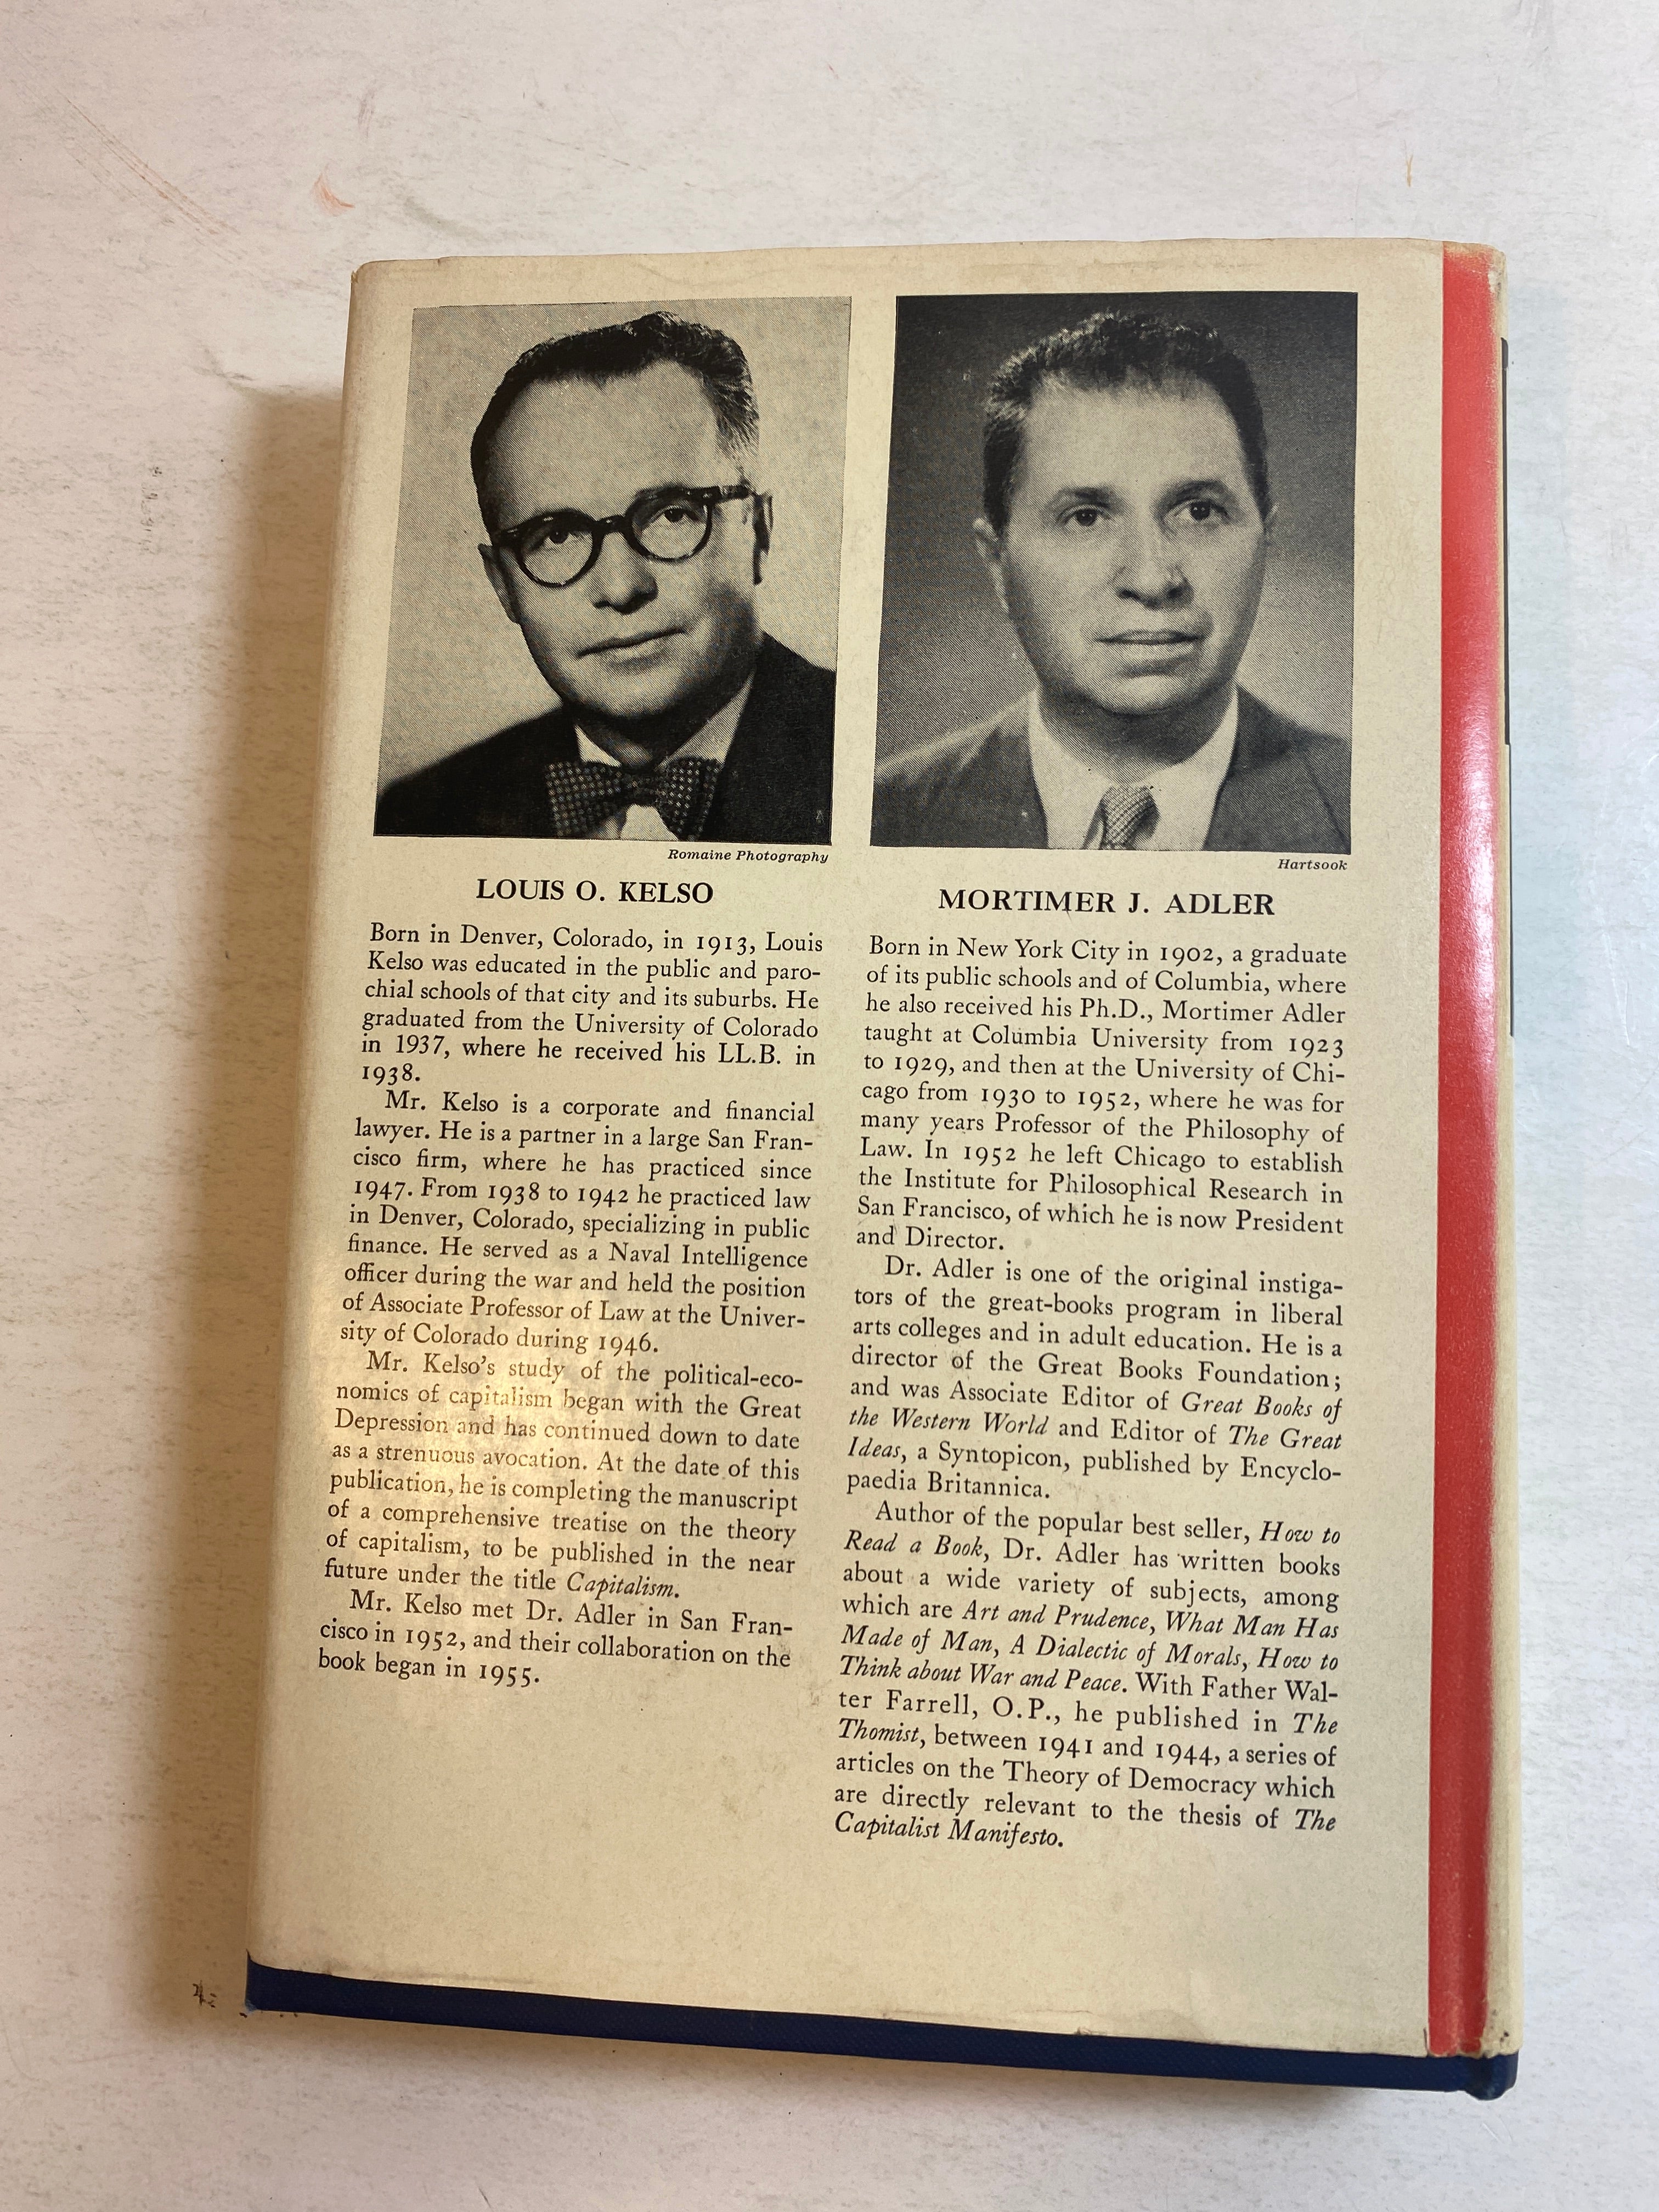 Romaine Photography
LOUIS O. KELSO
Born in Denver, Colorado, in 1913, Louis
Kelso was educated in the public and paro-
chial schools of that city and its suburbs. He
graduated from the University of Colorado
in 1937, where he received his LL.B. in
1938.
Mr. Kelso is a corporate and financial
lawyer. He is a partner in a large San Fran-
cisco firm, where he has practiced since
1947. From 1938 to 1942 he practiced law
in Denver, Colorado, specializing in public
finance. He served as a Naval Intelligence
officer during the war and held the position
of Associate Professor of Law at the Univer-
sity of Colorado during 1946.
Mr. Kelso's study of the political-eco-
nomics of capitalism began with the Great
Depression and has continued down to date
as a strenuous avocation. At the date of this
publication, he is completing the manuscript
of a comprehensive treatise on the theory
of capitalism, to be published in the near
future under the title Capitalism.
Mr. Kelso met Dr. Adler in San Fran-
cisco in 1952, and their collaboration on the
book began in 1955.
Hartsook
MORTIMER J. ADLER
Born in New York City in 1902, a graduate
of its public schools and of Columbia, where
he also received his Ph.D., Mortimer Adler
taught at Columbia University from 1923
to 1929, and then at the University of Chi-
cago from 1930 to 1952, where he was for
many years Professor of the Philosophy of
Law. In 1952 he left Chicago to establish
the Institute for Philosophical Research in
San Francisco, of which he is now President
and Director.
Dr. Adler is one of the original instiga-
tors of the great-books program in liberal
arts colleges and in adult education. He is a
director of the Great Books Foundation;
and was Associate Editor of Great Books of
the Western World and Editor of The Great
Ideas, a Syntopicon, published by Encyclo-
paedia Britannica.
Author of the popular best seller, How to
Read a Book, Dr. Adler has written books
about a wide variety of subjects, among
which are Art and Prudence, What Man Has
Made of Man, A Dialectic of Morals, How to
Think about War and Peace. With Father Wal-
ter Farrell, O.P., he published in The
Thomist, between 1941 and 1944, a series of
articles on the Theory of Democracy which
are directly relevant to the thesis of The
Capitalist Manifesto.